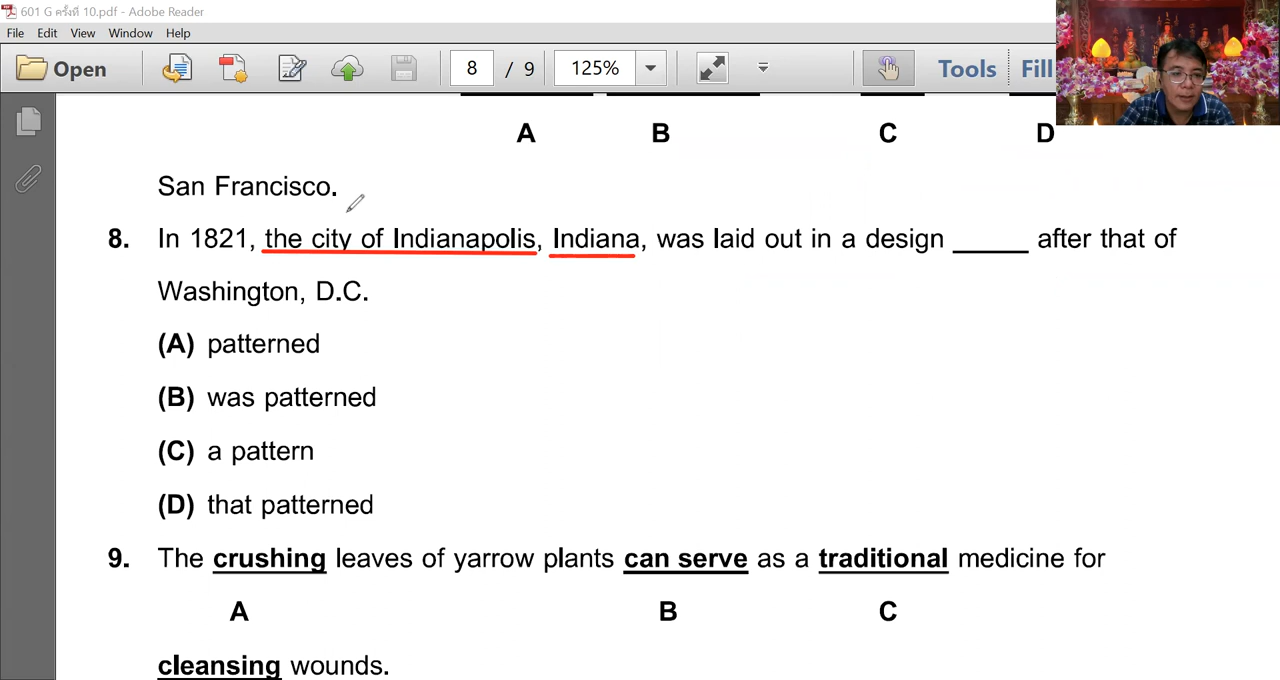 601 G ครั้งที่ 10.pdf - Adobe Reader
File Edit View Window Help
Open 8 / 9 125% Tools Fill
A B C D
San Francisco.
8. In 1821, the city of Indianapolis, Indiana, was laid out in a design _____ after that of
Washington, D.C.
(A) patterned
(B) was patterned
(C) a pattern
(D) that patterned
9. The crushing leaves of yarrow plants can serve as a traditional medicine for
A B C
cleansing wounds.